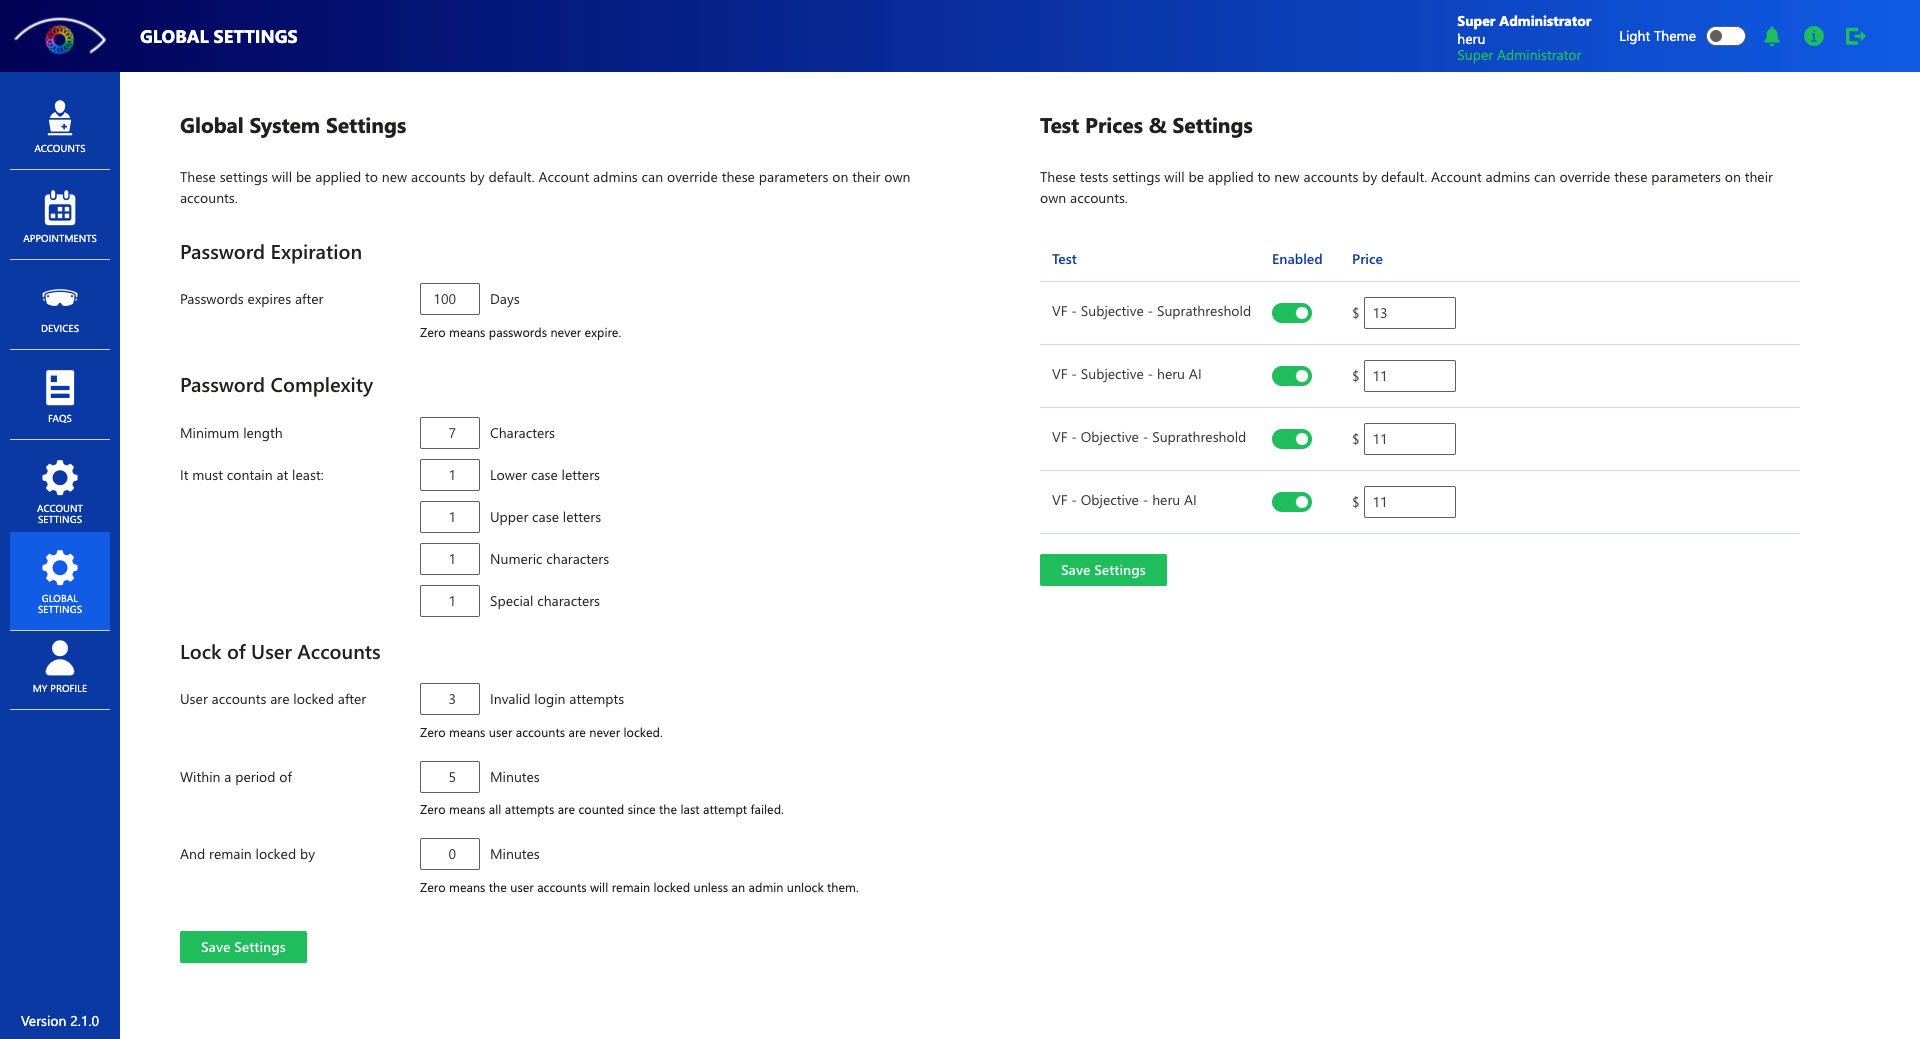 GLOBAL SETTINGS
Super Administrator
heru
Super Administrator
Light Theme
ACCOUNTS
APPOINTMENTS
DEVICES
FAQS
ACCOUNT
SETTINGS
GLOBAL
SETTINGS
MY PROFILE
Version 2.1.0
Global System Settings
These settings will be applied to new accounts by default. Account admins can override these parameters on their own
accounts.
Password Expiration
Passwords expires after 100 Days
Zero means passwords never expire.
Password Complexity
Minimum length 7 Characters
It must contain at least: 1 Lower case letters
1 Upper case letters
1 Numeric characters
1 Special characters
Lock of User Accounts
User accounts are locked after 3 Invalid login attempts
Zero means user accounts are never locked.
Within a period of 5 Minutes
Zero means all attempts are counted since the last attempt failed.
And remain locked by 0 Minutes
Zero means the user accounts will remain locked unless an admin unlock them.
Save Settings
Test Prices & Settings
These tests settings will be applied to new accounts by default. Account admins can override these parameters on their
own accounts.
Test Enabled Price
VF - Subjective - Suprathreshold $ 13
VF - Subjective - heru AI $ 11
VF - Objective - Suprathreshold $ 11
VF - Objective - heru AI $ 11
Save Settings